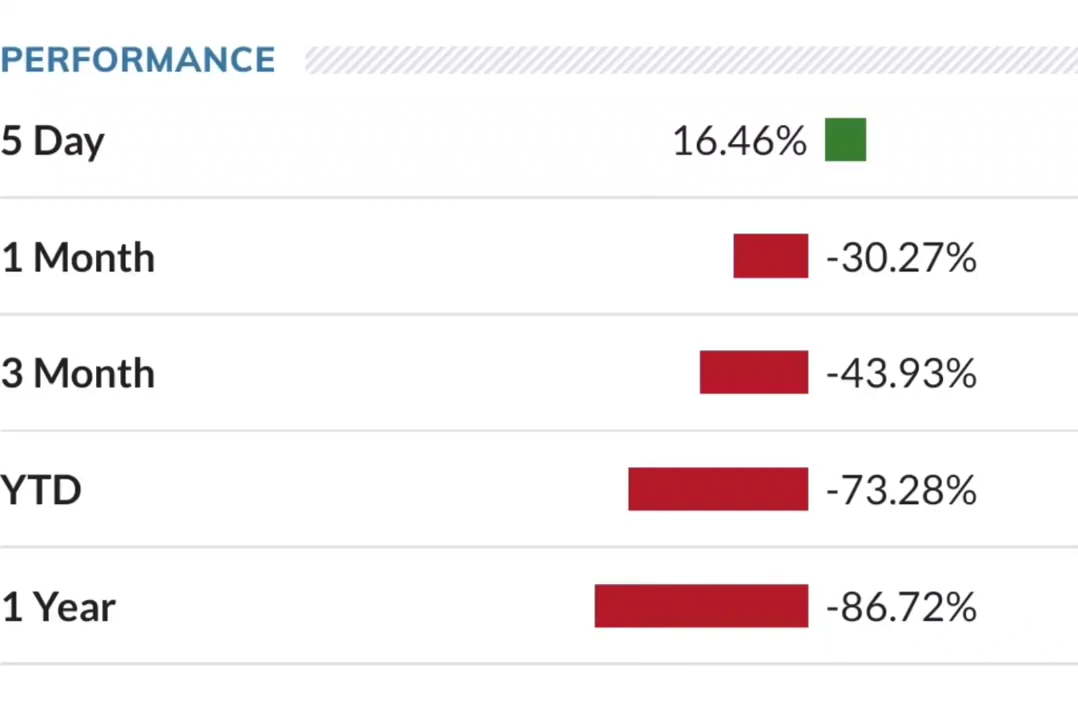 PERFORMANCE
5 Day 16.46%
1 Month -30.27%
3 Month -43.93%
YTD -73.28%
1 Year -86.72%